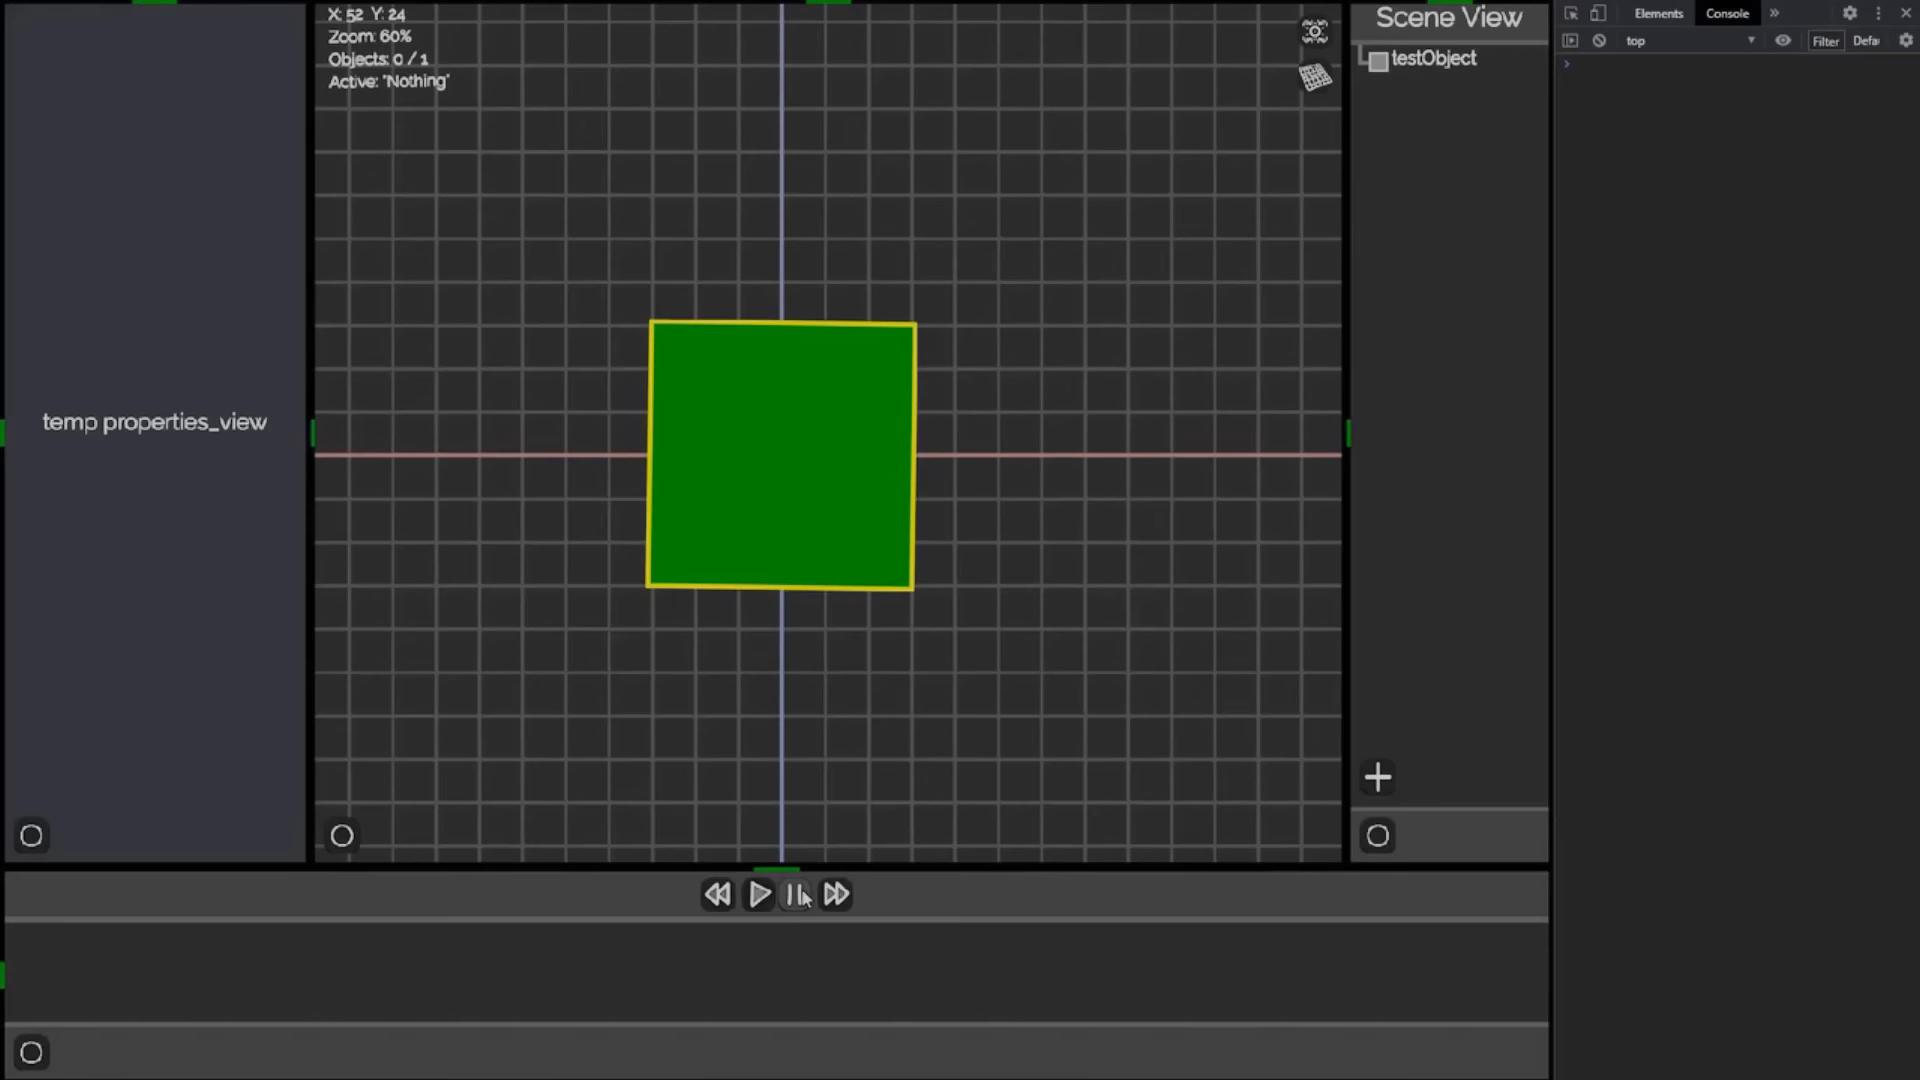 X: 52 Y: 24
Zoom: 60%
Objects: 0 / 1
Active: "Nothing"
temp properties_view
Scene View
testObject
Elements Console
top
Filter Defa